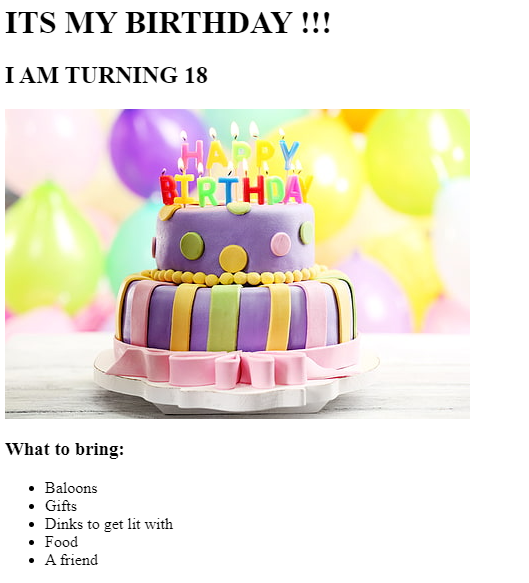 ITS MY BIRTHDAY !!!
I AM TURNING 18
HAPPY
BIRTHDAY
What to bring:
Baloons
Gifts
Dinks to get lit with
Food
A friend